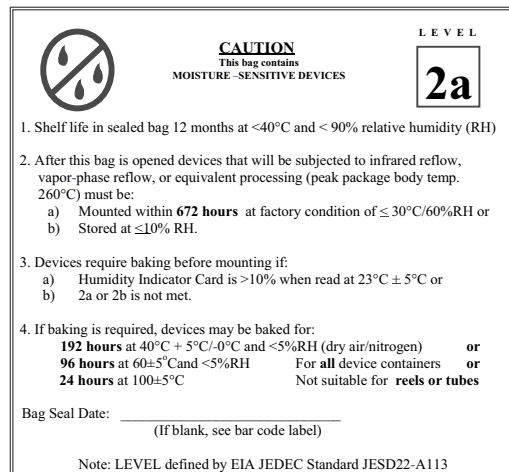 LEVEL
CAUTION
This bag contains
MOISTURE –SENSITIVE DEVICES
2a
1. Shelf life in sealed bag 12 months at <40°C and < 90% relative humidity (RH)
2. After this bag is opened devices that will be subjected to infrared reflow,
vapor-phase reflow, or equivalent processing (peak package body temp.
260°C) must be:
a) Mounted within 672 hours at factory condition of ≤ 30°C/60%RH or
b) Stored at ≤10% RH.
3. Devices require baking before mounting if:
a) Humidity Indicator Card is >10% when read at 23°C ± 5°C or
b) 2a or 2b is not met.
4. If baking is required, devices may be baked for:
192 hours at 40°C + 5°C/-0°C and <5%RH (dry air/nitrogen) or
96 hours at 60±5°Cand <5%RH For all device containers or
24 hours at 100±5°C Not suitable for reels or tubes
Bag Seal Date: ______________________________
(If blank, see bar code label)
Note: LEVEL defined by EIA JEDEC Standard JESD22-A113